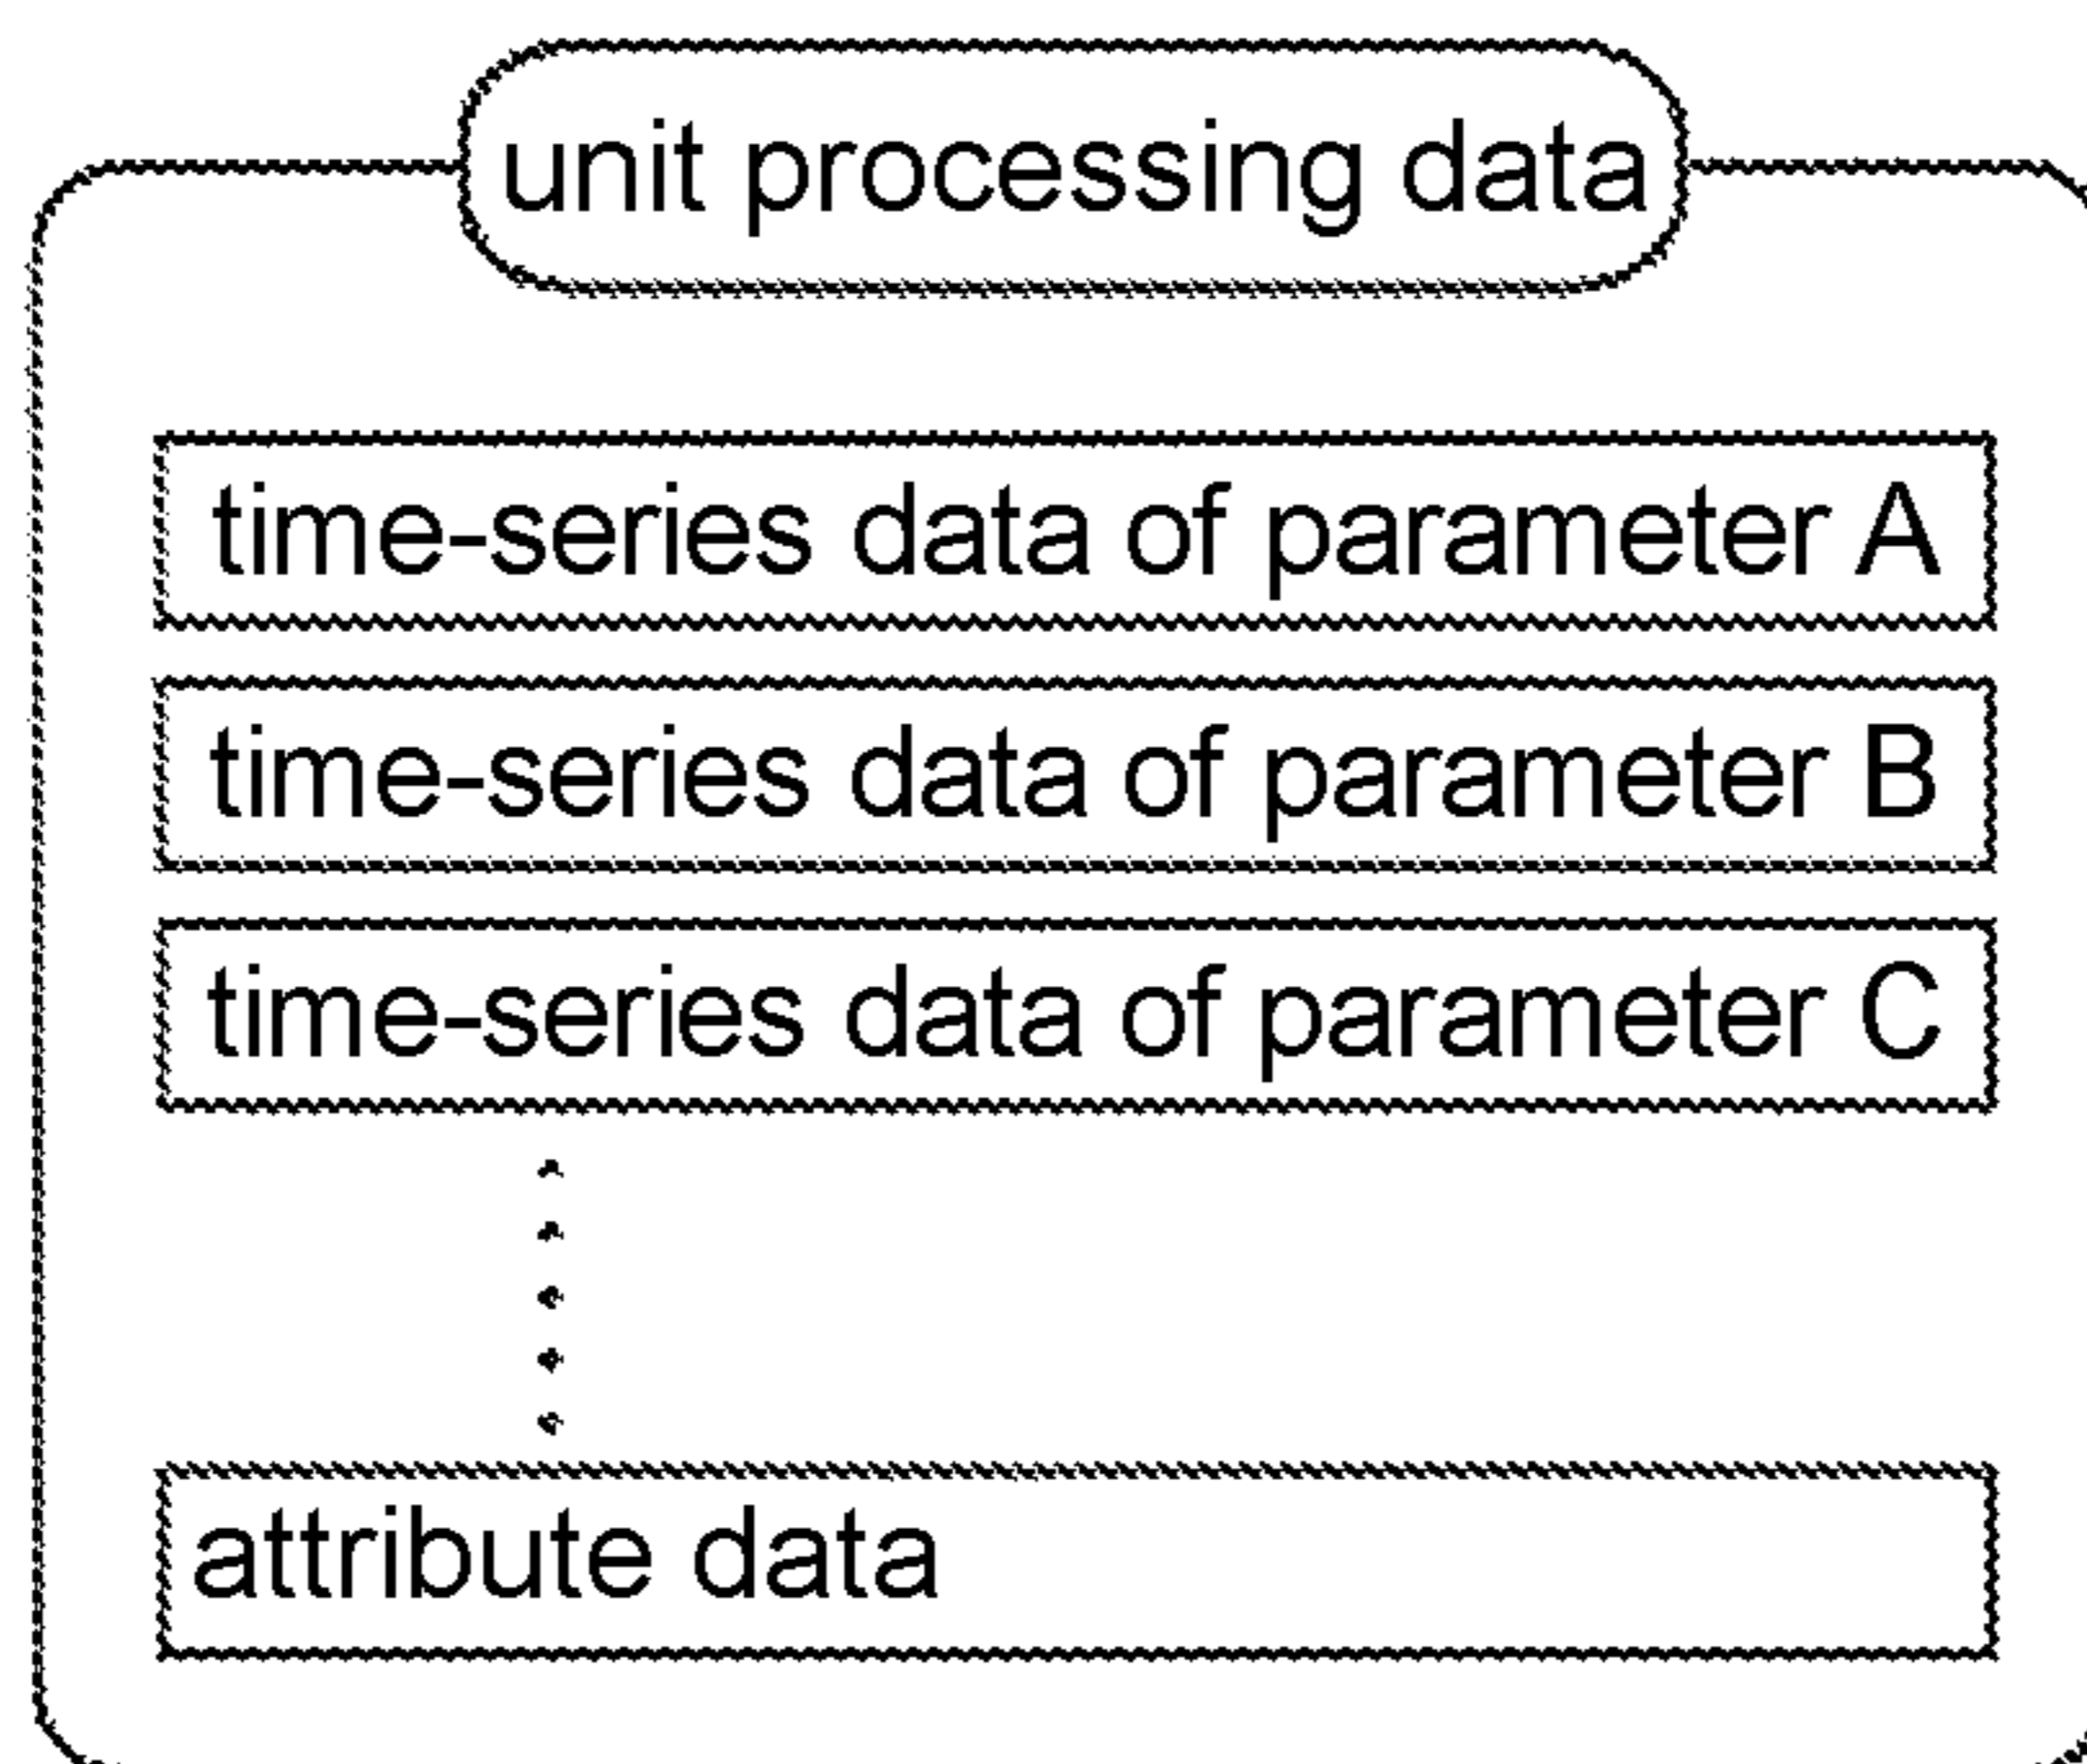 unit processing data
time-series data of parameter A
time-series data of parameter B
time-series data of parameter C
attribute data